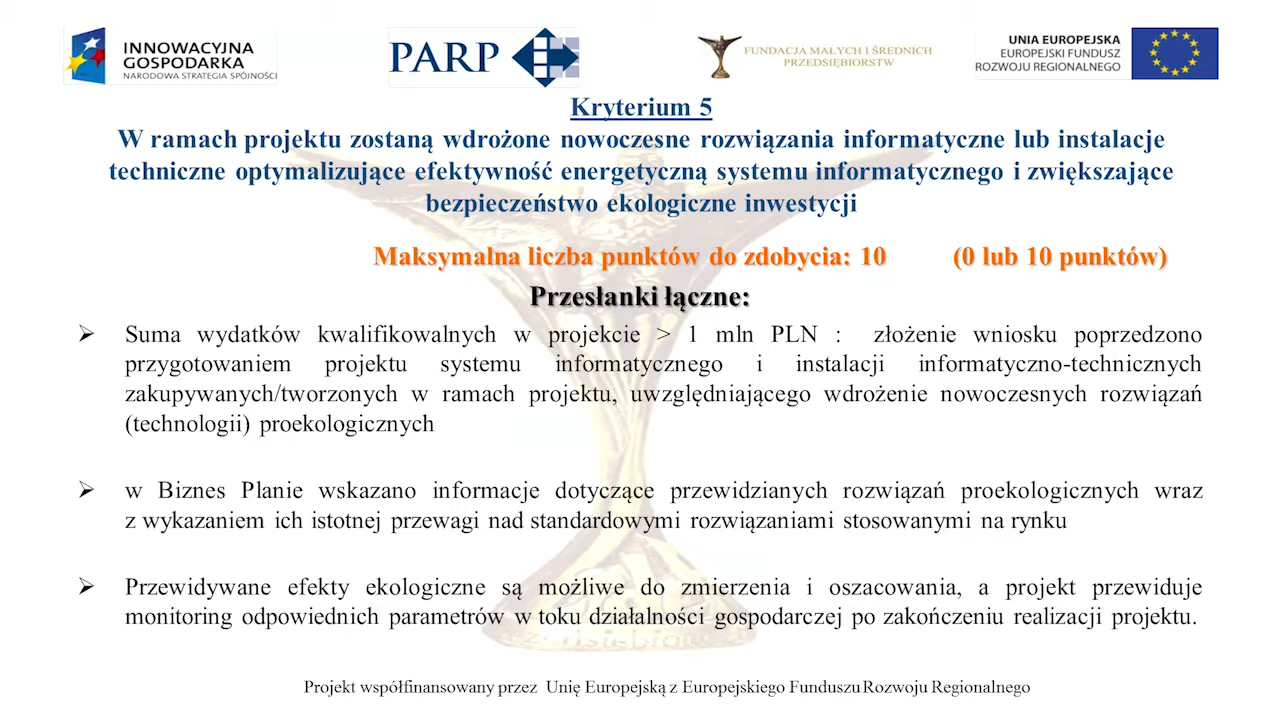 INNOWACYJNA
GOSPODARKA
NARODOWA STRATEGIA SPÓJNOŚCI
PARP
FUNDACJA MAŁYCH I ŚREDNICH
PRZEDSIĘBIORSTW
UNIA EUROPEJSKA
EUROPEJSKI FUNDUSZ
ROZWOJU REGIONALNEGO
Kryterium 5
W ramach projektu zostaną wdrożone nowoczesne rozwiązania informatyczne lub instalacje
techniczne optymalizujące efektywność energetyczną systemu informatycznego i zwiększające
bezpieczeństwo ekologiczne inwestycji
Maksymalna liczba punktów do zdobycia: 10 (0 lub 10 punktów)
Przesłanki łączne:
➢ Suma wydatków kwalifikowalnych w projekcie > 1 mln PLN : złożenie wniosku poprzedzono
przygotowaniem projektu systemu informatycznego i instalacji informatyczno-technicznych
zakupywanych/tworzonych w ramach projektu, uwzględniającego wdrożenie nowoczesnych rozwiązań
(technologii) proekologicznych
➢ w Biznes Planie wskazano informacje dotyczące przewidzianych rozwiązań proekologicznych wraz
z wykazaniem ich istotnej przewagi nad standardowymi rozwiązaniami stosowanymi na rynku
➢ Przewidywane efekty ekologiczne są możliwe do zmierzenia i oszacowania, a projekt przewiduje
monitoring odpowiednich parametrów w toku działalności gospodarczej po zakończeniu realizacji projektu.
Projekt współfinansowany przez Unię Europejską z Europejskiego Funduszu Rozwoju Regionalnego